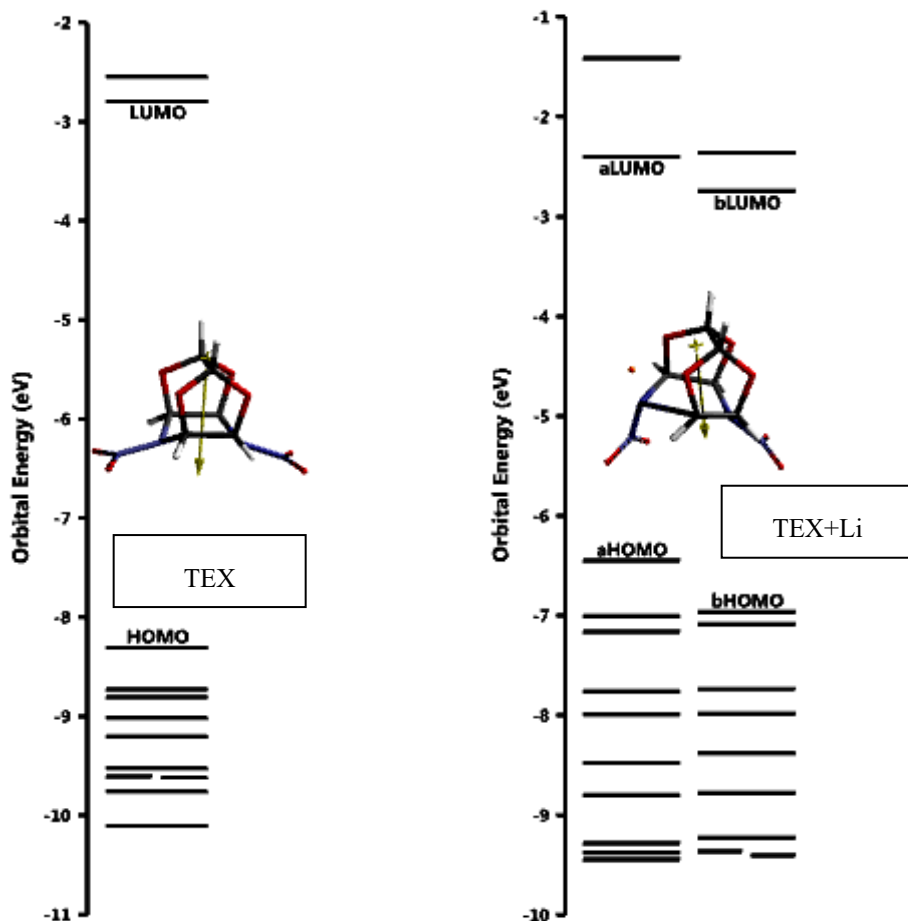 -2
LUMO
-3
-4
-5
-6
-7
-8
-9
-10
-11
Orbital Energy (eV)
TEX
HOMO
-1
-2
aLUMO
bLUMO
-3
-4
-5
-6
-7
-8
-9
-10
Orbital Energy (eV)
TEX+Li
aHOMO
bHOMO